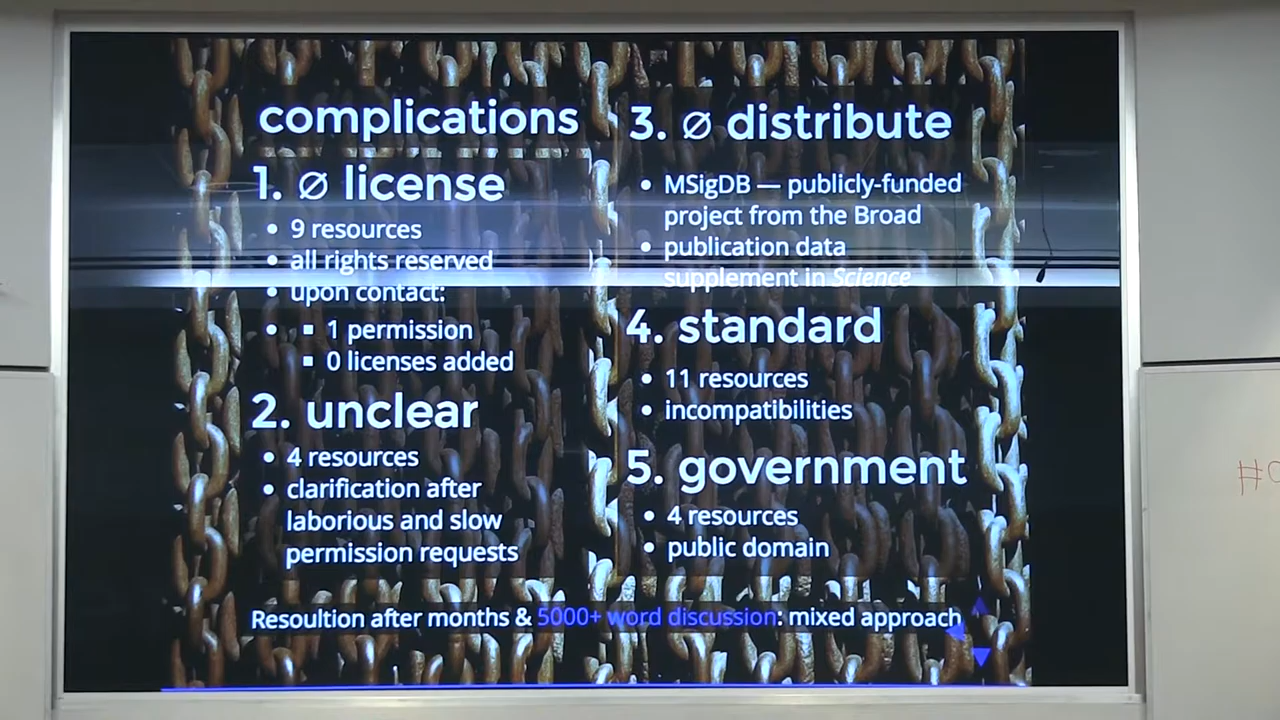 complications
1. ∅ license
• 9 resources
• all rights reserved
• upon contact:
• ▪ 1 permission
▪ 0 licenses added
2. unclear
• 4 resources
• clarification after
laborious and slow
permission requests
3. ∅ distribute
• MSigDB — publicly-funded
project from the Broad
• publication data
supplement in Science
4. standard
• 11 resources
• incompatibilities
5. government
• 4 resources
• public domain
Resoultion after months & 5000+ word discussion: mixed approach